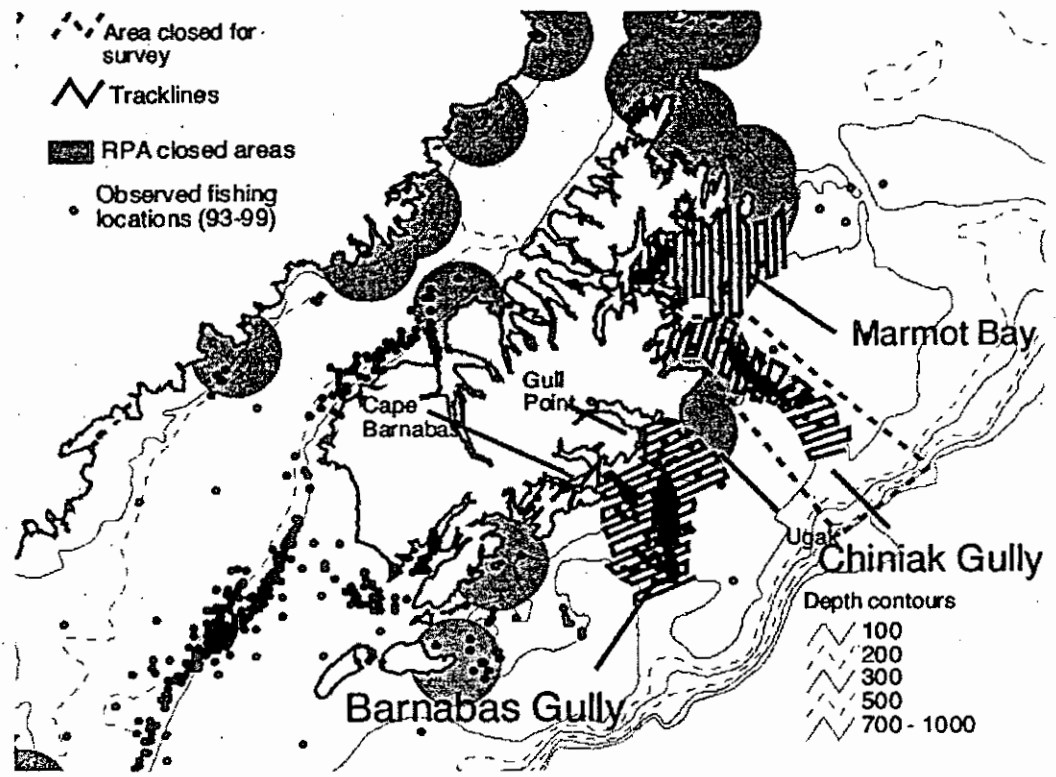 Area closed for
survey
Tracklines
RPA closed areas
Observed fishing
locations (93-99)
Marmot Bay
Gull
Point
Cape
Barnabas
Ugak
Chiniak Gully
Depth contours
100
200
300
500
700 - 1000
Barnabas Gully